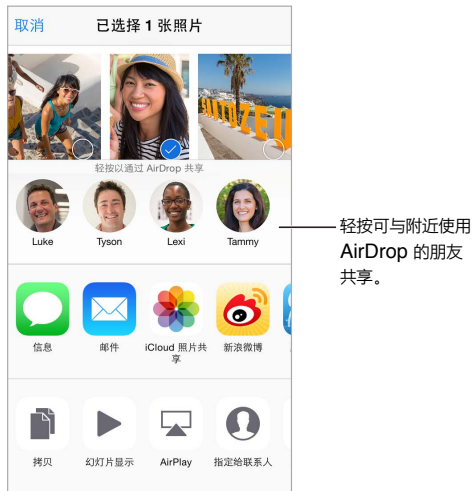 取消
已选择 1 张照片
轻按以通过 AirDrop 共享
Luke
Tyson
Lexi
Tammy
轻按可与附近使用
AirDrop 的朋友
共享。
信息
邮件
iCloud 照片共
享
新浪微博
拷贝
幻灯片显示
AirPlay
指定给联系人